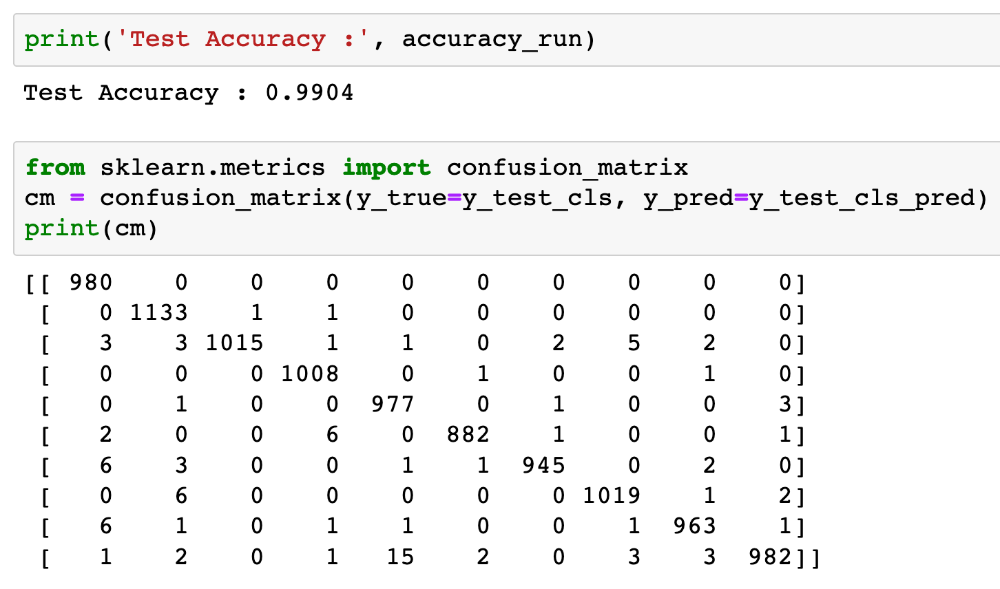 print('Test Accuracy :', accuracy_run)
Test Accuracy : 0.9904
from sklearn.metrics import confusion_matrix
cm = confusion_matrix(y_true=y_test_cls, y_pred=y_test_cls_pred)
print(cm)
[[ 980    0    0    0    0    0    0    0    0    0]
 [   0 1133    1    1    0    0    0    0    0    0]
 [   3    3 1015    1    1    0    2    5    2    0]
 [   0    0    0 1008    0    1    0    0    1    0]
 [   0    1    0    0  977    0    1    0    0    3]
 [   2    0    0    6    0  882    1    0    0    1]
 [   6    3    0    0    1    1  945    0    2    0]
 [   0    6    0    0    0    0    0 1019    1    2]
 [   6    1    0    1    1    0    0    1  963    1]
 [   1    2    0    1   15    2    0    3    3  982]]